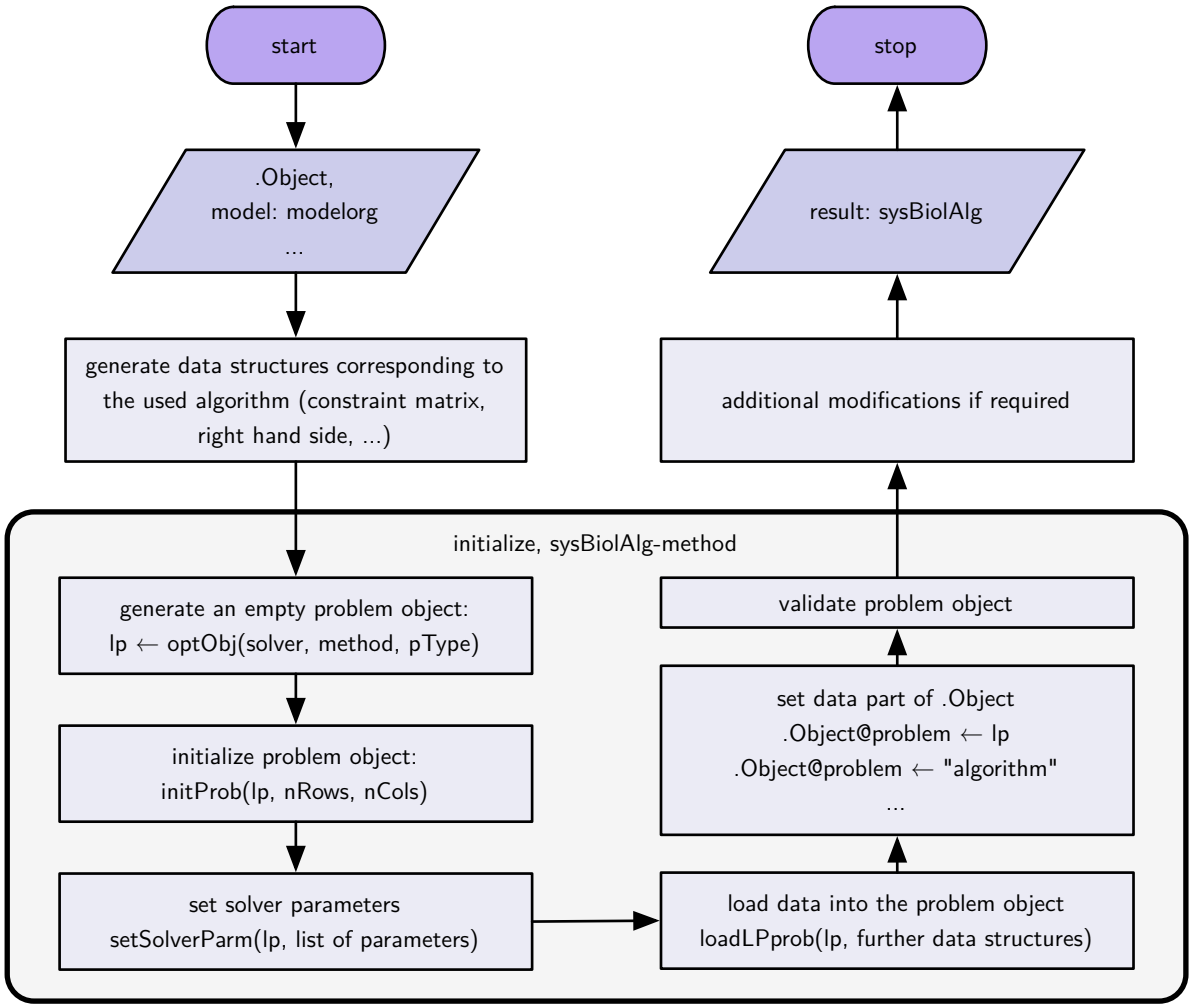 start
.Object,
model: modelorg
...
generate data structures corresponding to
the used algorithm (constraint matrix,
right hand side, ...)
initialize, sysBiolAlg-method
generate an empty problem object:
lp ← optObj(solver, method, pType)
initialize problem object:
initProb(lp, nRows, nCols)
set solver parameters
setSolverParm(lp, list of parameters)
load data into the problem object
loadLPprob(lp, further data structures)
set data part of .Object
.Object@problem ← lp
.Object@problem ← "algorithm"
...
validate problem object
additional modifications if required
result: sysBiolAlg
stop